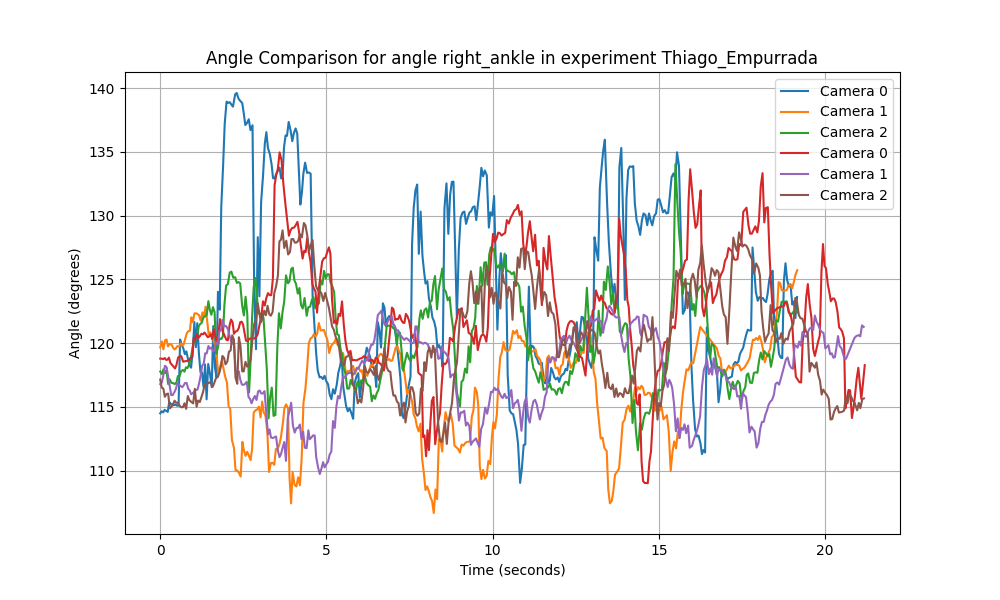 Angle Comparison for angle right_ankle in experiment Thiago_Empurrada
Camera 0
Camera 1
Camera 2
Camera 0
Camera 1
Camera 2
Angle (degrees)
140
135
130
125
120
115
110
0 5 10 15 20
Time (seconds)